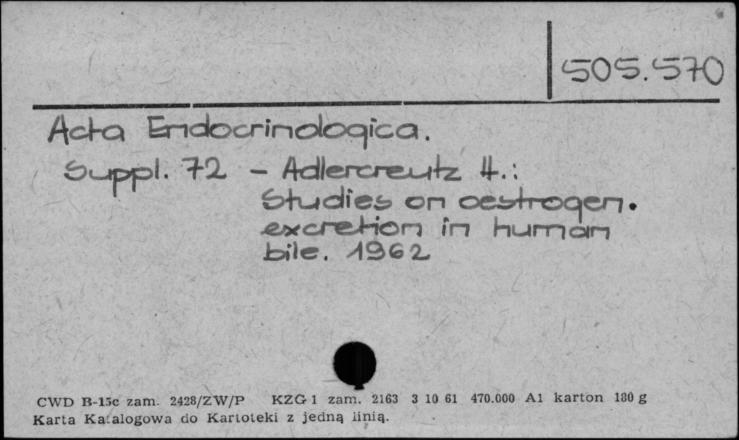 505.570
Acta Endocrinologica.
Suppl. 72 - Adlercreutz H.:
Studies on oestrogen.
excretion in human
bile. 1962
CWD B-15c zam. 2428/ZW/P KZG 1 zam. 2163 3 10 61 470.000 A1 karton 180 g
Karta Katalogowa do Kartoteki z jedną linią.